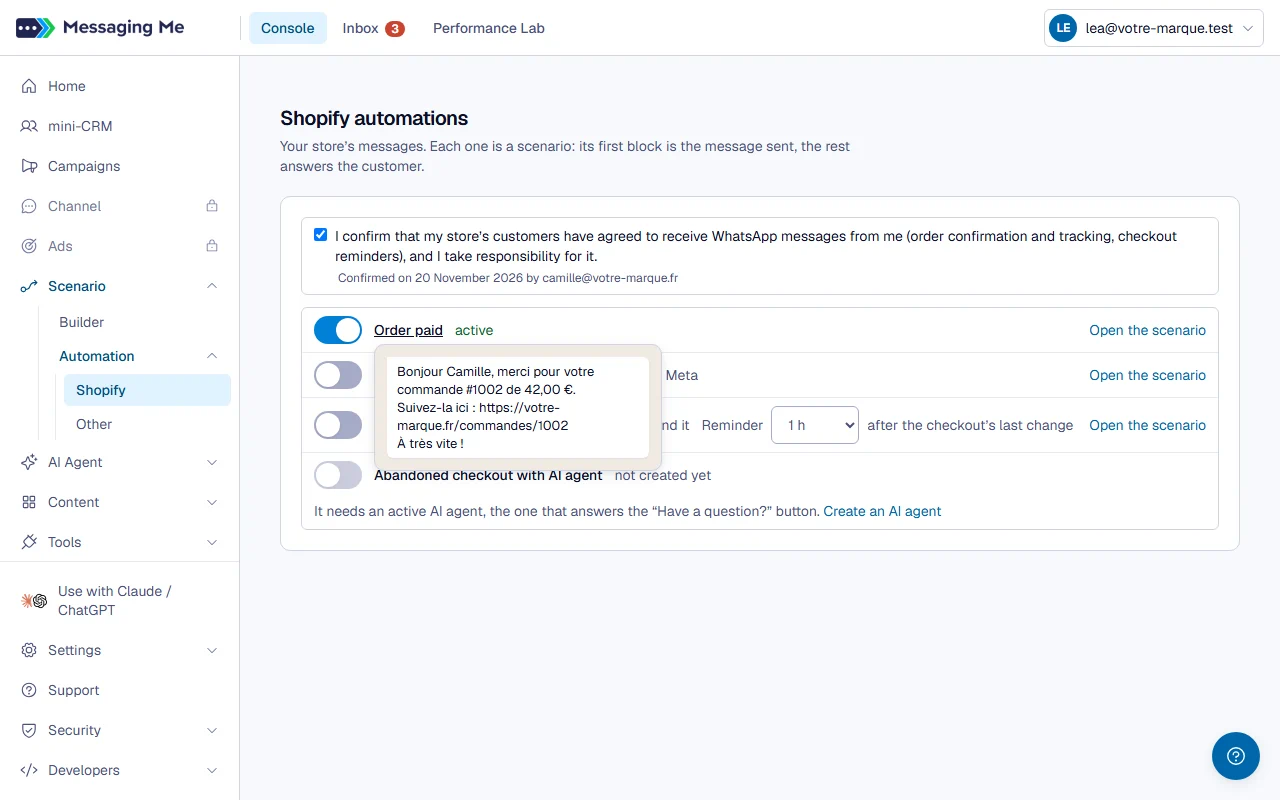 Messaging Me
Console
Inbox 3
Performance Lab
LE lea@votre-marque.test
Home
mini-CRM
Campaigns
Channel
Ads
Scenario
Builder
Automation
Shopify
Other
AI Agent
Content
Tools
Use with Claude /
ChatGPT
Settings
Support
Security
Developers
Shopify automations
Your store’s messages. Each one is a scenario: its first block is the message sent, the rest
answers the customer.
I confirm that my store’s customers have agreed to receive WhatsApp messages from me (order confirmation and tracking, checkout
reminders), and I take responsibility for it.
Confirmed on 20 November 2026 by camille@votre-marque.fr
Order paid active Open the scenario
Bonjour Camille, merci pour votre
commande #1002 de 42,00 €.
Suivez-la ici : https://votre-
marque.fr/commandes/1002
À très vite !
Meta Open the scenario
it Reminder 1 h after the checkout’s last change Open the scenario
Abandoned checkout with AI agent not created yet
It needs an active AI agent, the one that answers the “Have a question?” button. Create an AI agent